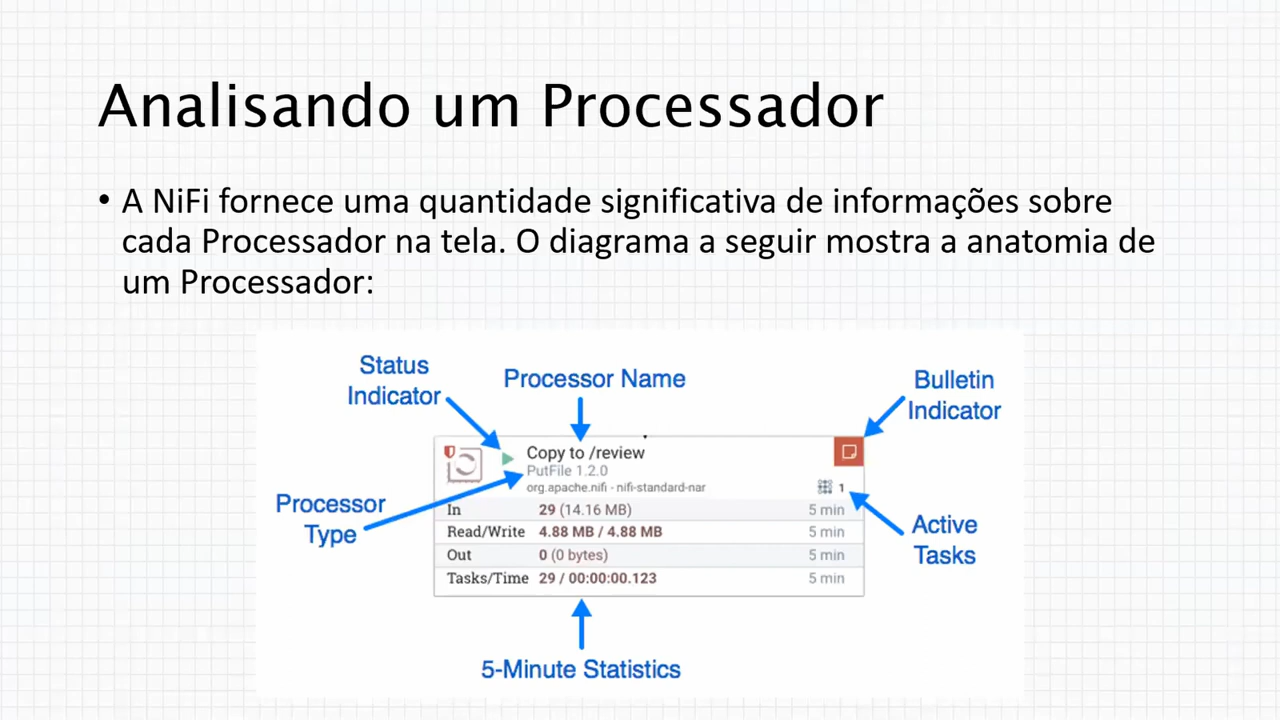 Analisando um Processador
• A NiFi fornece uma quantidade significativa de informações sobre
cada Processador na tela. O diagrama a seguir mostra a anatomia de
um Processador:
Status
Indicator
Processor Name
Bulletin
Indicator
Copy to /review
PutFile 1.2.0
org.apache.nifi - nifi-standard-nar
1
Processor
Type
Active
Tasks
In 29 (14.16 MB) 5 min
Read/Write 4.88 MB / 4.88 MB 5 min
Out 0 (0 bytes) 5 min
Tasks/Time 29 / 00:00:00.123 5 min
5-Minute Statistics